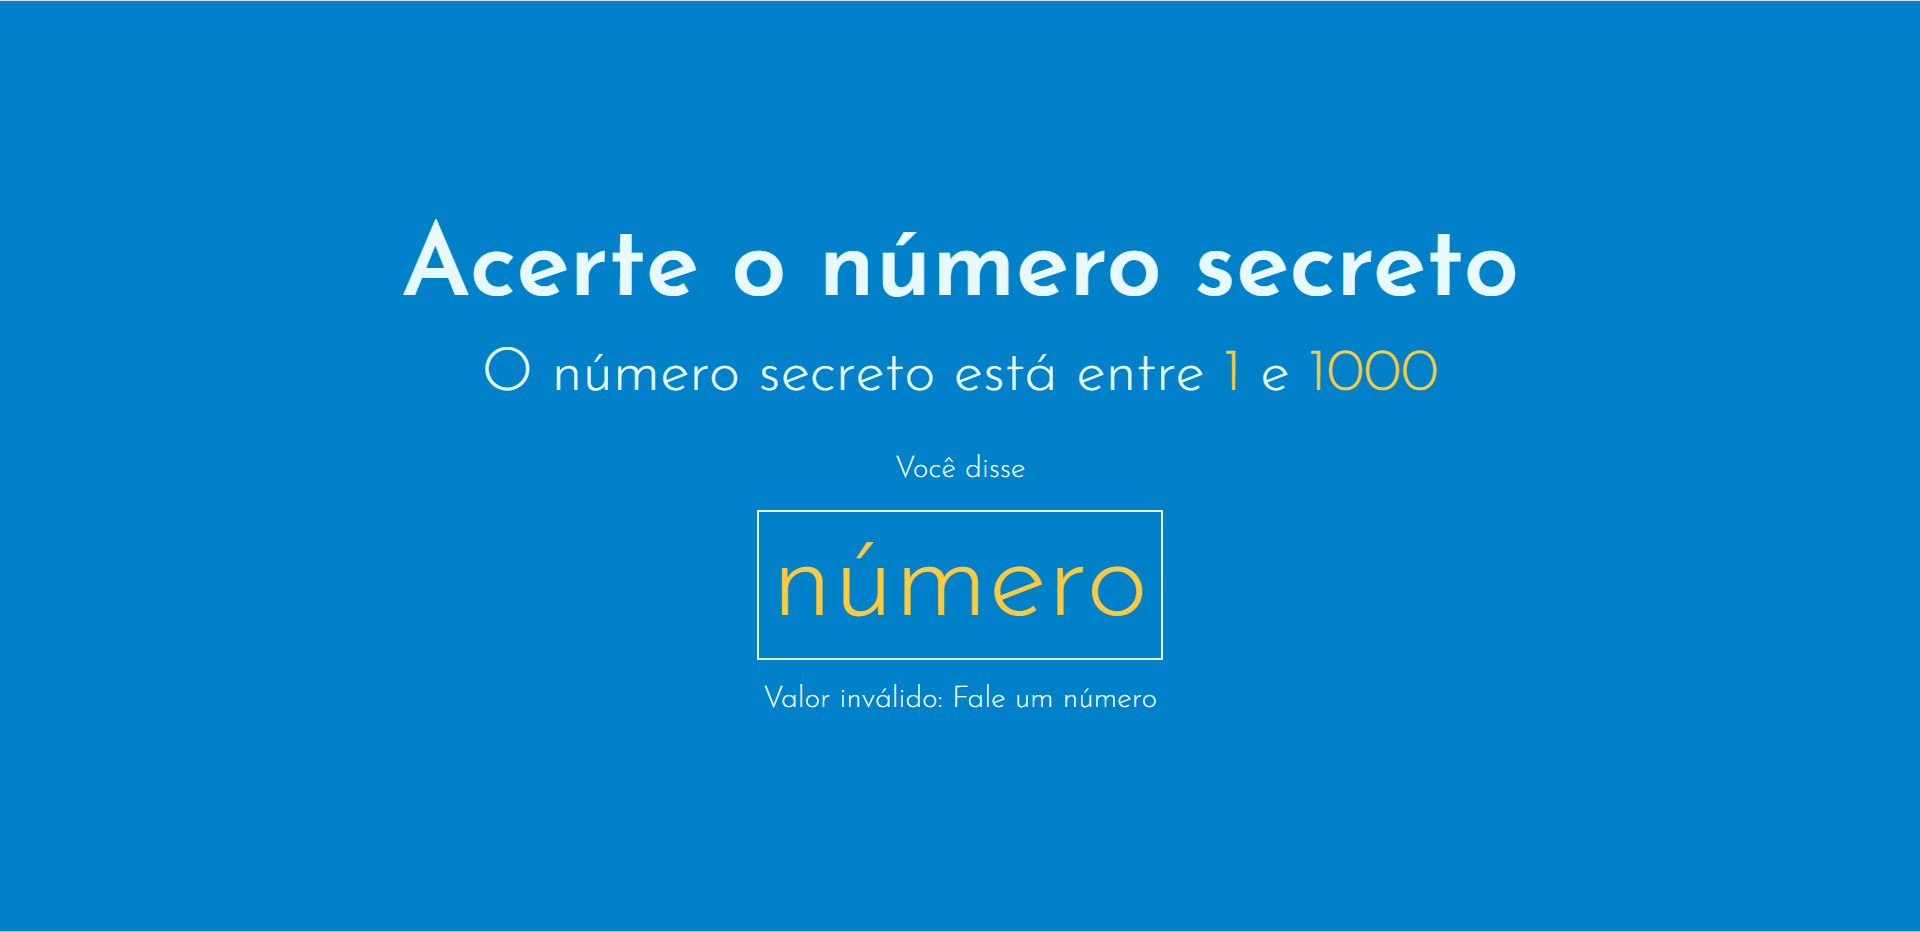 Acerte o número secreto
O número secreto está entre 1 e 1000
Você disse
número
Valor inválido: Fale um número